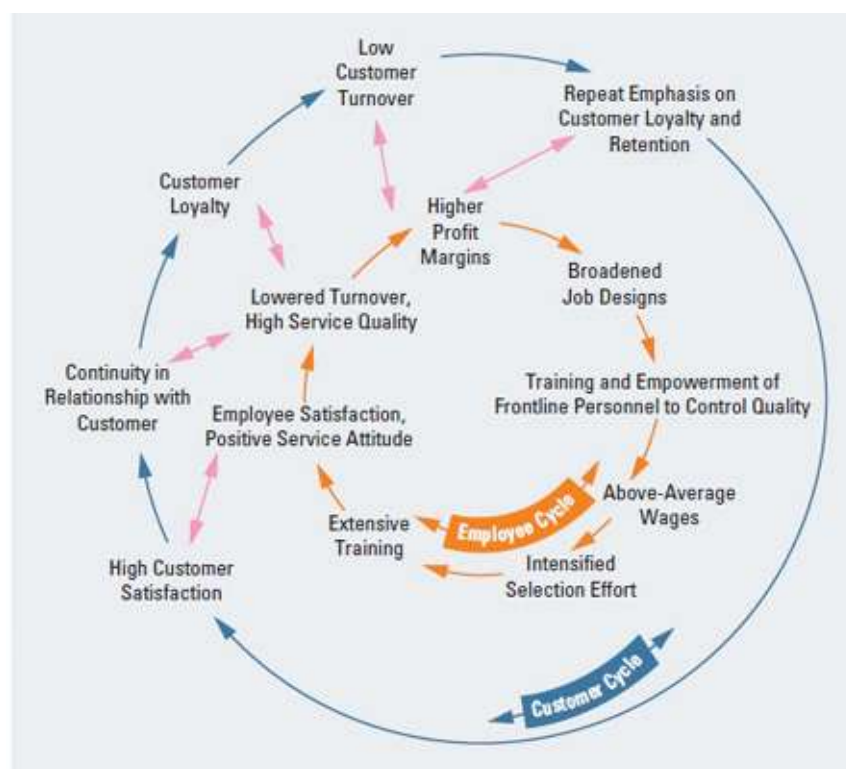 Low
Customer
Turnover
Repeat Emphasis on
Customer Loyalty and
Retention
Customer
Loyalty
Higher
Profit
Margins
Broadened
Job Designs
Lowered Turnover,
High Service Quality
Continuity in
Relationship with
Customer
Training and Empowerment of
Frontline Personnel to Control Quality
Employee Satisfaction,
Positive Service Attitude
Above-Average
Wages
Employee Cycle
Extensive
Training
Intensified
Selection Effort
High Customer
Satisfaction
Customer Cycle